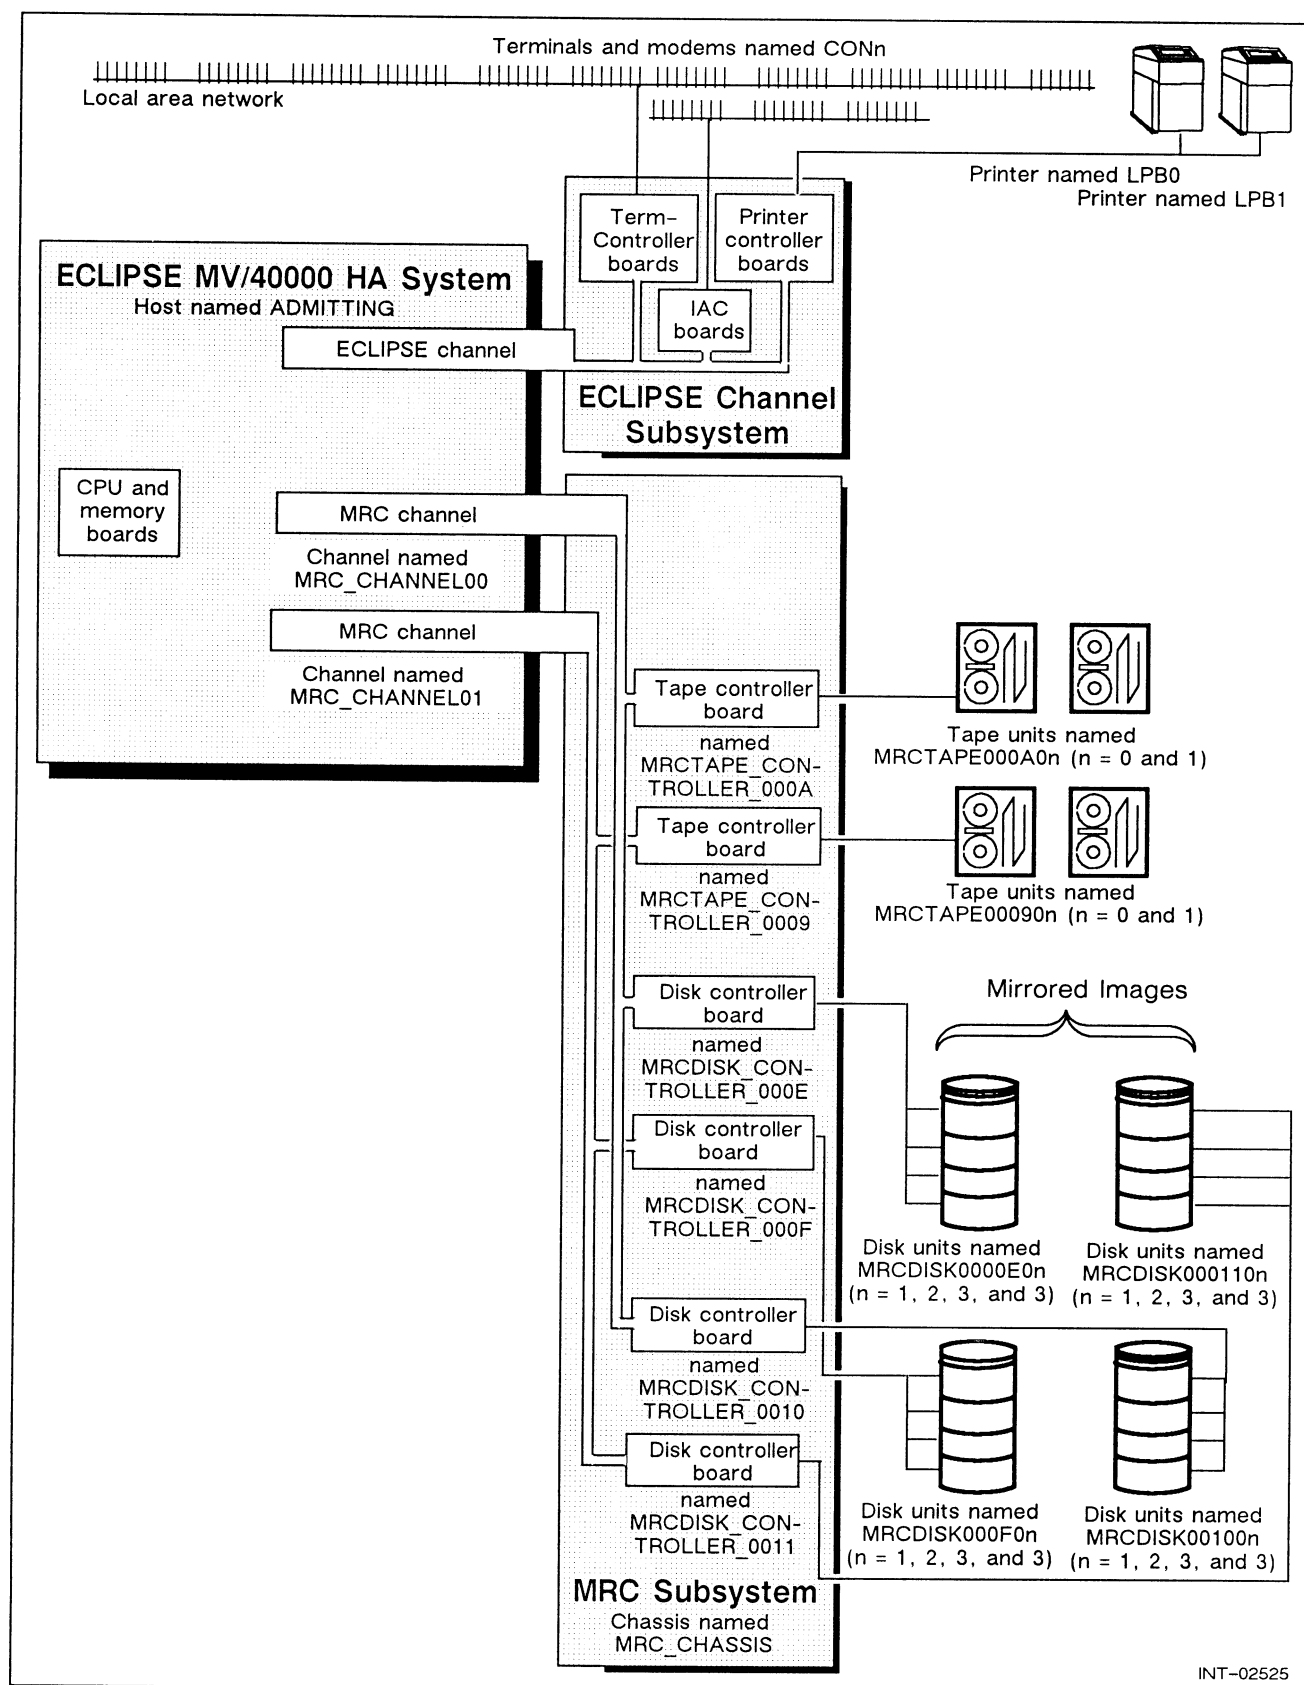 Terminals and modems named CONn
Local area network
Printer named LPB0
Printer named LPB1
Term-
Controller
boards
Printer
controller
boards
IAC
boards
ECLIPSE MV/40000 HA System
Host named ADMITTING
ECLIPSE channel
ECLIPSE Channel
Subsystem
CPU and
memory
boards
MRC channel
Channel named
MRC_CHANNEL00
MRC channel
Channel named
MRC_CHANNEL01
Tape controller
board
named
MRCTAPE_CON-
TROLLER_000A
Tape units named
MRCTAPE000A0n (n = 0 and 1)
Tape controller
board
named
MRCTAPE_CON-
TROLLER_0009
Tape units named
MRCTAPE00090n (n = 0 and 1)
Disk controller
board
named
MRCDISK_CON-
TROLLER_000E
Mirrored Images
Disk controller
board
named
MRCDISK_CON-
TROLLER_000F
Disk units named
MRCDISK0000E0n
(n = 1, 2, 3, and 3)
Disk units named
MRCDISK000110n
(n = 1, 2, 3, and 3)
Disk controller
board
named
MRCDISK_CON-
TROLLER_0010
Disk controller
board
named
MRCDISK_CON-
TROLLER_0011
Disk units named
MRCDISK000F0n
(n = 1, 2, 3, and 3)
Disk units named
MRCDISK00100n
(n = 1, 2, 3, and 3)
MRC Subsystem
Chassis named
MRC_CHASSIS
INT-02525